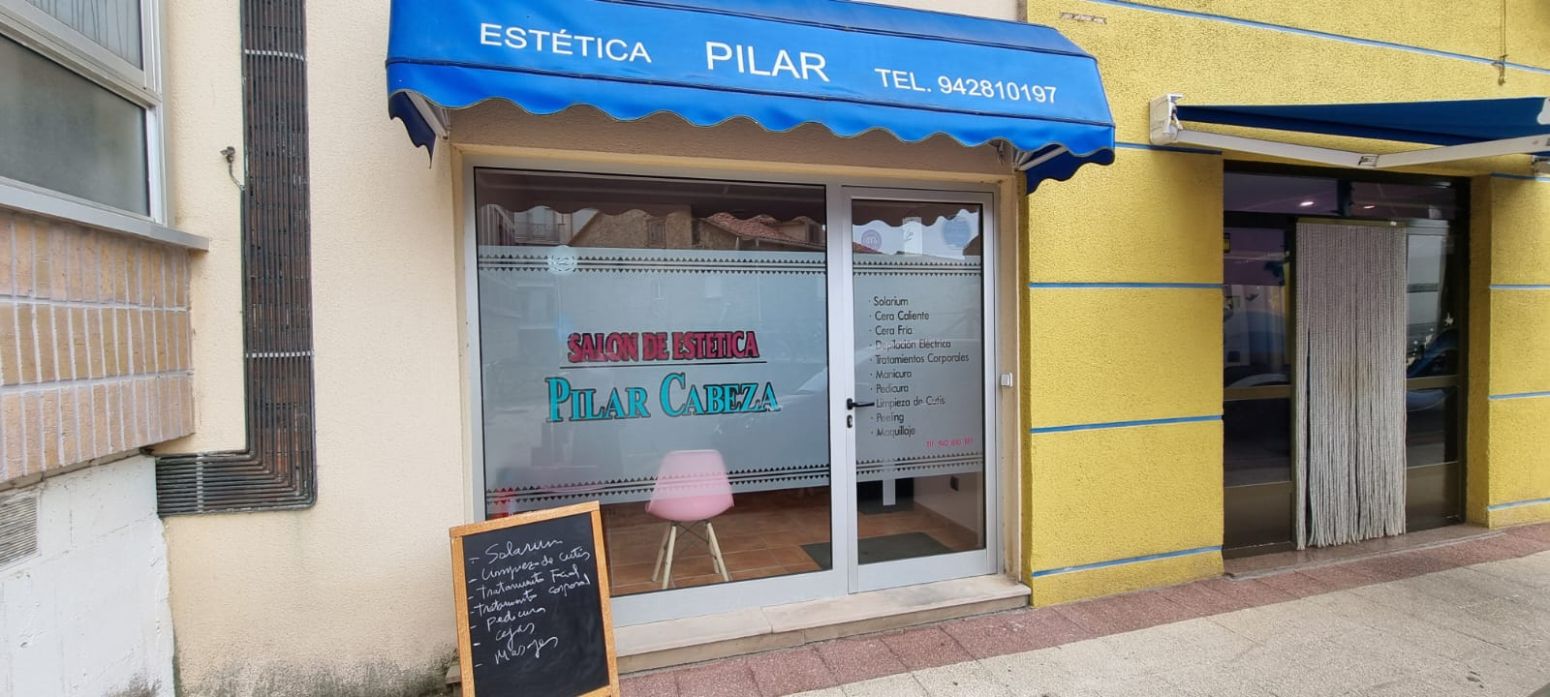 ESTÉTICA PILAR TEL. 942810197
SALON DE ESTETICA
PILAR CABEZA
· Solarium
· Cera Caliente
· Cera Fria
· Depilación Eléctrica
· Tratamientos Corporales
· Manicura
· Pedicura
· Limpieza de Cutis
· Peeling
· Maquillaje
- Solarium
- Limpieza de cutis
- Tratamiento Facial
- Tratamiento corporal
- Pedicura
- Cejas
- Masajes